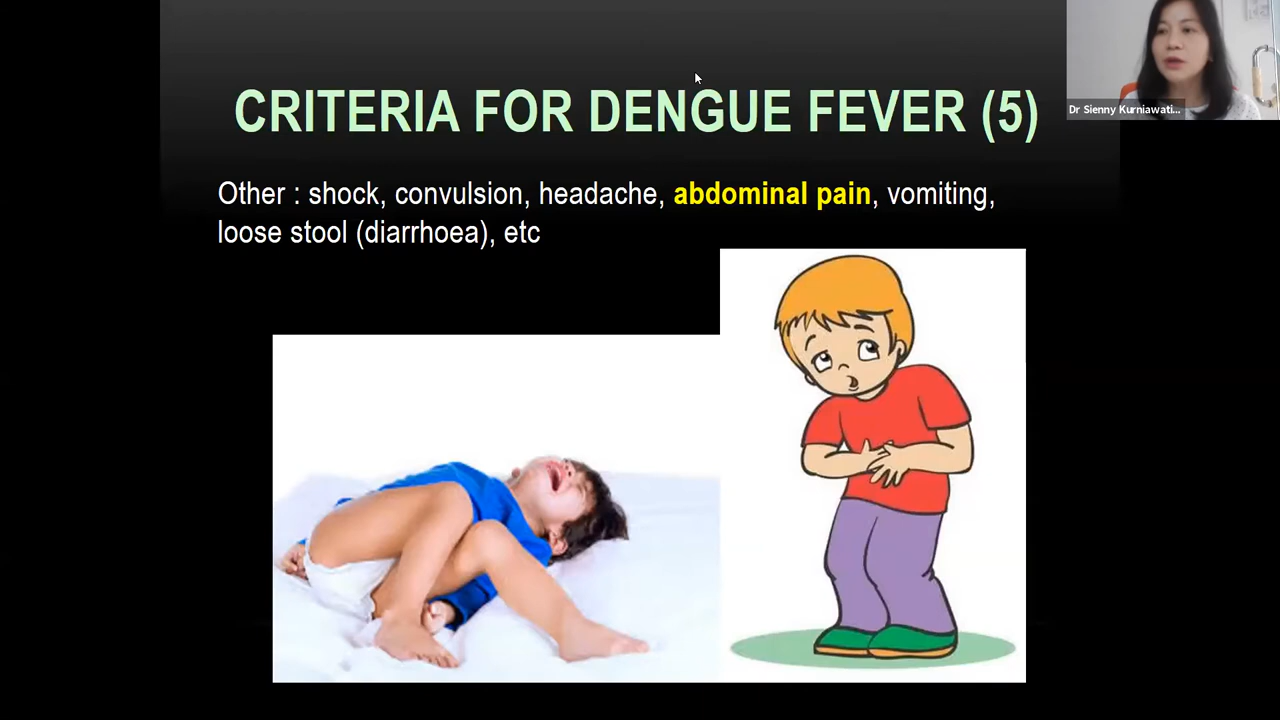 CRITERIA FOR DENGUE FEVER (5)
Dr Sienny Kurniawati...
Other : shock, convulsion, headache, abdominal pain, vomiting,
loose stool (diarrhoea), etc